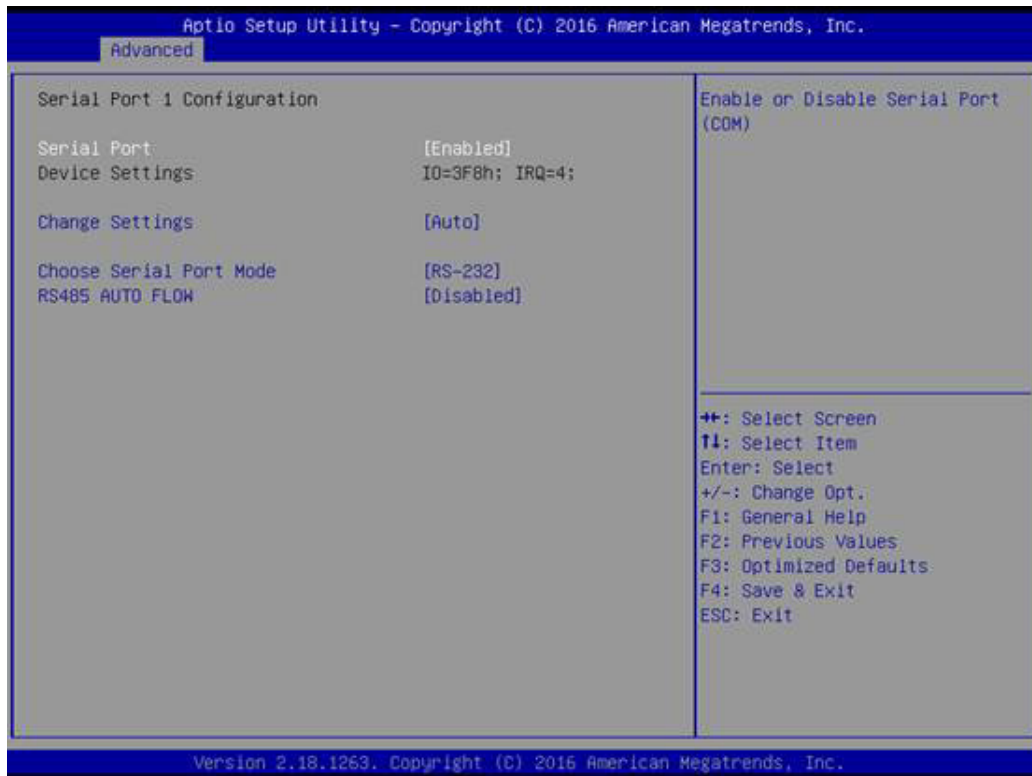 Aptio Setup Utility – Copyright (C) 2016 American Megatrends, Inc.
Advanced
Serial Port 1 Configuration
Serial Port [Enabled]
Device Settings IO=3F8h; IRQ=4;
Change Settings [Auto]
Choose Serial Port Mode [RS-232]
RS485 AUTO FLOW [Disabled]
Enable or Disable Serial Port
(COM)
→←: Select Screen
↑↓: Select Item
Enter: Select
+/-: Change Opt.
F1: General Help
F2: Previous Values
F3: Optimized Defaults
F4: Save & Exit
ESC: Exit
Version 2.18.1263. Copyright (C) 2016 American Megatrends, Inc.